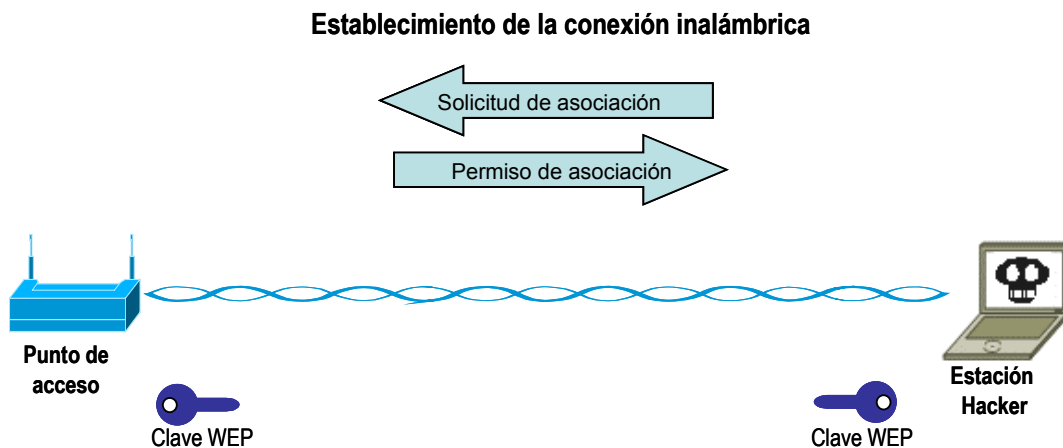 Establecimiento de la conexión inalámbrica
Solicitud de asociación
Permiso de asociación
Punto de
acceso
Estación
Hacker
Clave WEP
Clave WEP